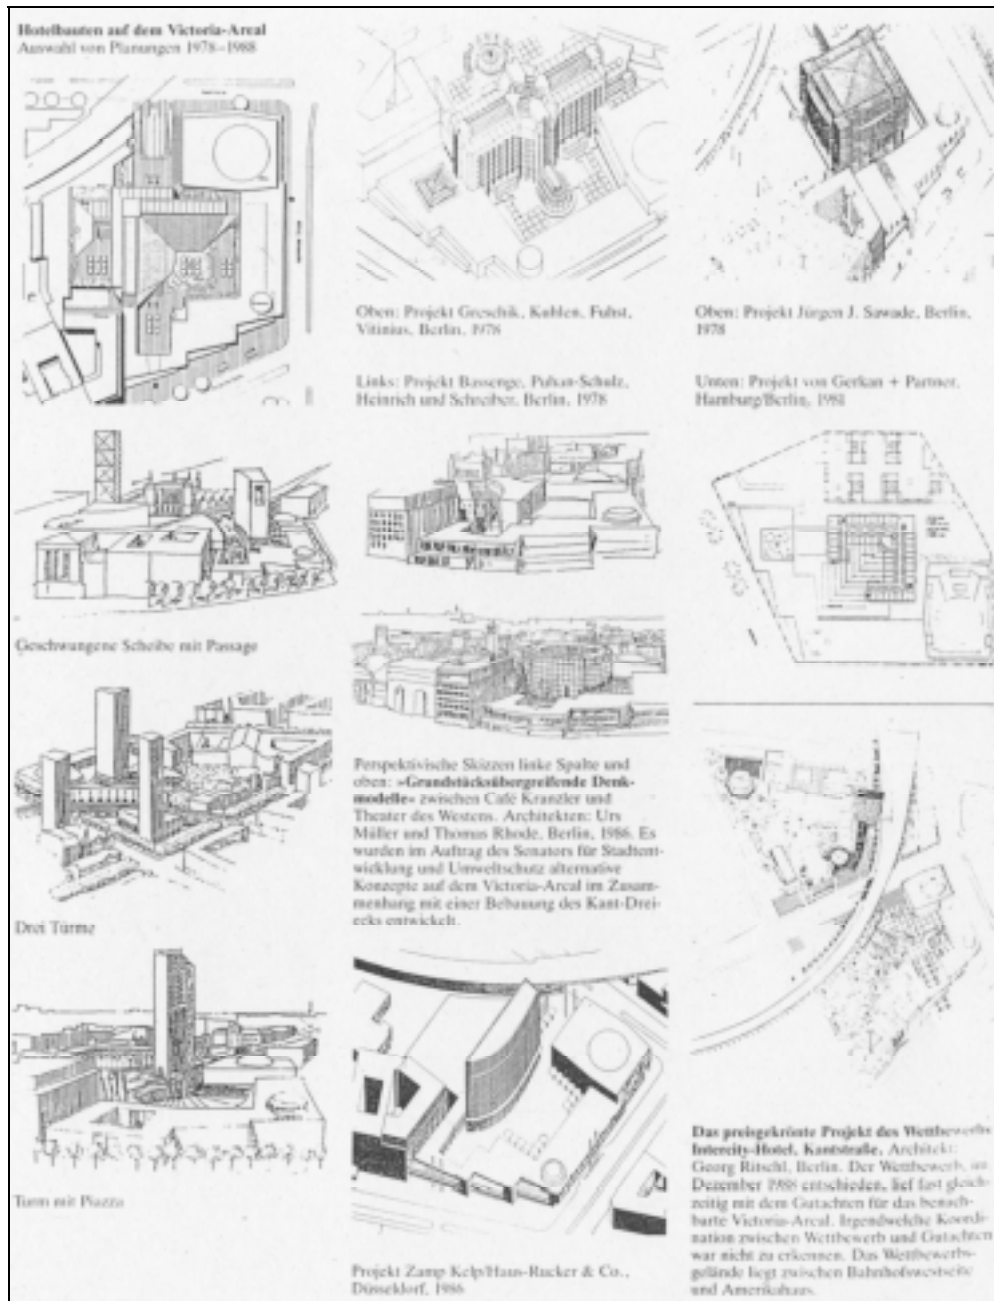 Hotelbauten auf dem Victoria-Areal
Auswahl von Planungen 1978–1988
Oben: Projekt Greschik, Kuhlen, Fuhst,
Vitinius, Berlin, 1978
Links: Projekt Bassenge, Puhan-Schulz,
Heinrich und Schreiber, Berlin, 1978
Oben: Projekt Jürgen J. Sawade, Berlin,
1978
Unten: Projekt von Gerkan + Partner,
Hamburg/Berlin, 1981
Geschwungene Scheibe mit Passage
Drei Türme
Turm mit Piazza
Perspektivische Skizzen linke Spalte und
oben: »Grundstücksübergreifende Denk-
modelle« zwischen Café Kranzler und
Theater des Westens. Architekten: Urs
Müller und Thomas Rhode, Berlin, 1986. Es
wurden im Auftrag des Senators für Stadtent-
wicklung und Umweltschutz alternative
Konzepte auf dem Victoria-Areal im Zusam-
menhang mit einer Bebauung des Kant-Drei-
ecks entwickelt.
Projekt Zamp Kelp/Haus-Rucker & Co.,
Düsseldorf, 1986
Das preisgekrönte Projekt des Wettbewerbs
Intercity-Hotel, Kantstraße, Architekt:
Georg Ritschl, Berlin. Der Wettbewerb, im
Dezember 1988 entschieden, lief fast gleich-
zeitig mit dem Gutachten für das benach-
barte Victoria-Areal. Irgendwelche Koordi-
nation zwischen Wettbewerb und Gutachten
war nicht zu erkennen. Das Wettbewerbs-
gelände liegt zwischen Bahnhofswestseite
und Amerikahaus.